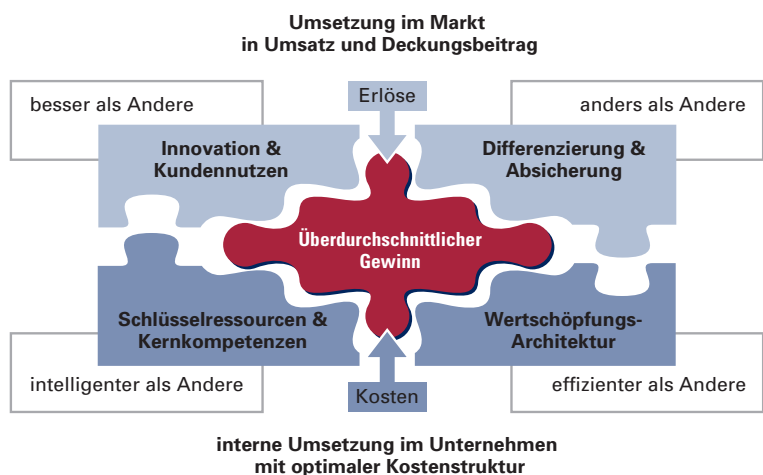 Umsetzung im Markt
in Umsatz und Deckungsbeitrag
besser als Andere
Erlöse
anders als Andere
Innovation &
Kundennutzen
Differenzierung &
Absicherung
Überdurchschnittlicher
Gewinn
Schlüsselressourcen &
Kernkompetenzen
Wertschöpfungs-
Architektur
intelligenter als Andere
Kosten
effizienter als Andere
interne Umsetzung im Unternehmen
mit optimaler Kostenstruktur